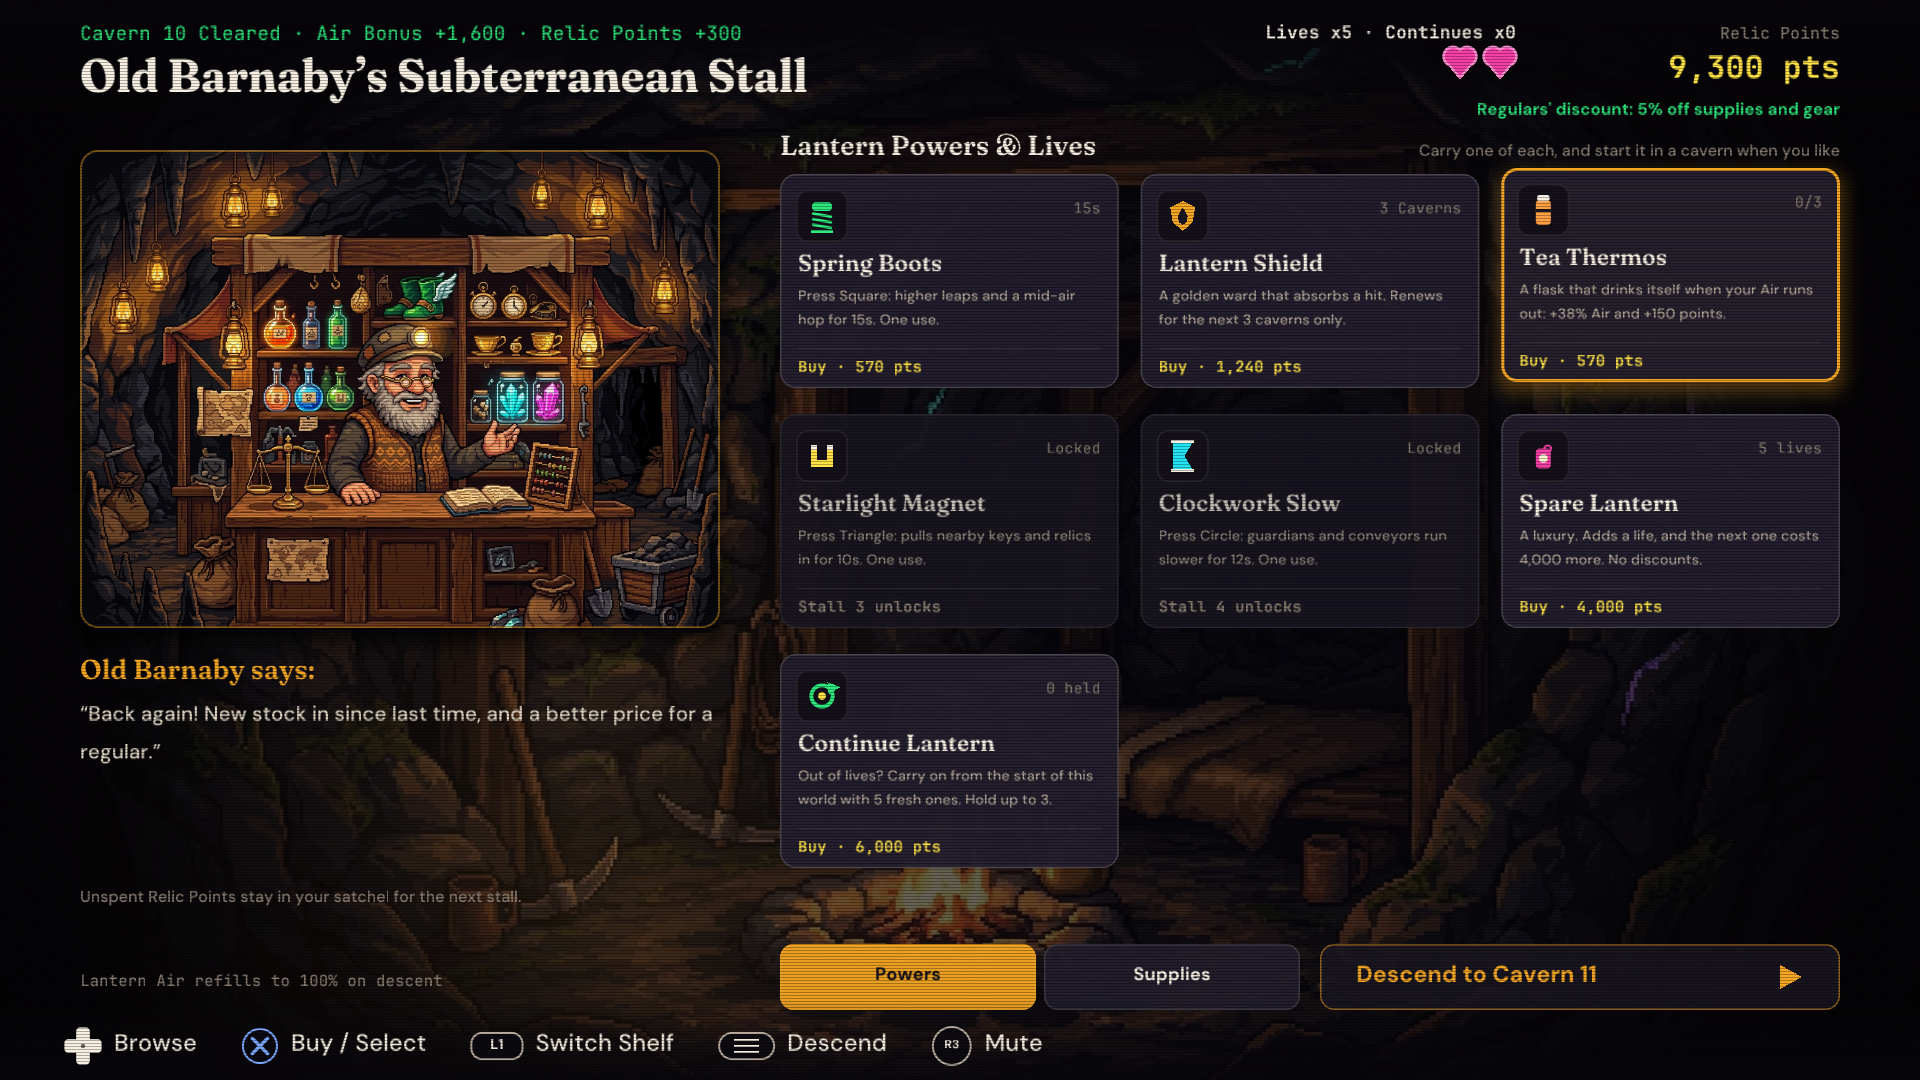 Cavern 10 Cleared · Air Bonus +1,600 · Relic Points +300
Old Barnaby’s Subterranean Stall
Lives x5 · Continues x0
Relic Points
9,300 pts
Regulars' discount: 5% off supplies and gear
Lantern Powers & Lives
Carry one of each, and start it in a cavern when you like
15s
Spring Boots
Press Square: higher leaps and a mid-air
hop for 15s. One use.
Buy · 570 pts
3 Caverns
Lantern Shield
A golden ward that absorbs a hit. Renews
for the next 3 caverns only.
Buy · 1,240 pts
0/3
Tea Thermos
A flask that drinks itself when your Air runs
out: +38% Air and +150 points.
Buy · 570 pts
Locked
Starlight Magnet
Press Triangle: pulls nearby keys and relics
in for 10s. One use.
Stall 3 unlocks
Locked
Clockwork Slow
Press Circle: guardians and conveyors run
slower for 12s. One use.
Stall 4 unlocks
5 lives
Spare Lantern
A luxury. Adds a life, and the next one costs
4,000 more. No discounts.
Buy · 4,000 pts
0 held
Continue Lantern
Out of lives? Carry on from the start of this
world with 5 fresh ones. Hold up to 3.
Buy · 6,000 pts
Old Barnaby says:
“Back again! New stock in since last time, and a better price for a
regular.”
Unspent Relic Points stay in your satchel for the next stall.
Lantern Air refills to 100% on descent
Powers
Supplies
Descend to Cavern 11
Browse
Buy / Select
L1
Switch Shelf
Descend
R3
Mute